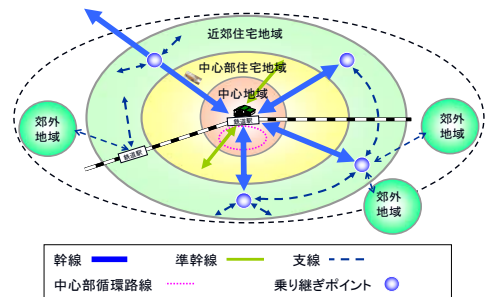 近郊住宅地域
中心部住宅地域
中心地域
鉄道駅
鉄道駅
郊外
地域
郊外
地域
郊外
地域
幹線
準幹線
支線
中心部循環路線
乗り継ぎポイント